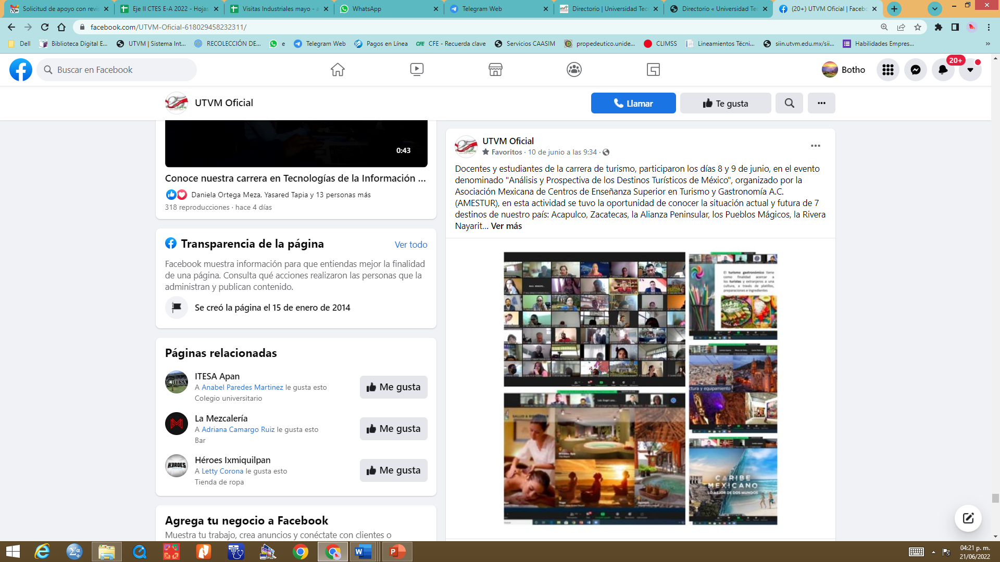 Solicitud de apoyo con revis
Eje II CTES E-A 2022 - Hojas
Visitas Industriales mayo - a
WhatsApp
Telegram Web
Directorio | Universidad Tec
Directorio « Universidad Tec
(20+) UTVM Oficial | Facebo
facebook.com/UTVM-Oficial-618029458232311/
Dell
Biblioteca Digital E...
UTVM | Sistema Int...
RECOLECCIÓN DE...
e
Telegram Web
Pagos en Línea
CFE - Recuerda clave
Servicios CAASIM
propedeutico.unide...
CLIMSS
Lineamientos Técni...
siin.utvm.edu.mx/sii...
Habilidades Empres...
»
Buscar en Facebook
Botho
20+
UTVM Oficial
Llamar
Te gusta
0:43
Conoce nuestra carrera en Tecnologías de la Información ...
Daniela Ortega Meza, Yasared Tapia y 13 personas más
318 reproducciones · hace 4 días
Transparencia de la página
Ver todo
Facebook muestra información para que entiendas mejor la finalidad
de una página. Consulta qué acciones realizaron las personas que la
administran y publican contenido.
Se creó la página el 15 de enero de 2014
Páginas relacionadas
ITESA Apan
A Anabel Paredes Martinez le gusta esto
Colegio universitario
Me gusta
La Mezcalería
A Adriana Camargo Ruiz le gusta esto
Bar
Me gusta
Héroes Ixmiquilpan
A Letty Corona le gusta esto
Tienda de ropa
Me gusta
Agrega tu negocio a Facebook
Muestra tu trabajo, crea anuncios y conéctate con clientes o
UTVM Oficial
Favoritos · 10 de junio a las 9:34 ·
Docentes y estudiantes de la carrera de turismo, participaron los días 8 y 9 de junio, en el evento
denominado "Análisis y Prospectiva de los Destinos Turísticos de México", organizado por la
Asociación Mexicana de Centros de Enseñanza Superior en Turismo y Gastronomía A.C.
(AMESTUR), en esta actividad se tuvo la oportunidad de conocer la situación actual y futura de 7
destinos de nuestro país: Acapulco, Zacatecas, la Alianza Peninsular, los Pueblos Mágicos, la Rivera
Nayarit... Ver más
El turismo gastronómico tiene
como finalidad acercar a
los turistas y extranjeros a una
cultura, a través de platillos,
preparaciones e ingredientes
ctura y equipamiento
SALUD & BIENESTAR
CARIBE
MEXICANO
LO MEJOR DE DOS MUNDOS
04:21 p. m.
21/06/2022